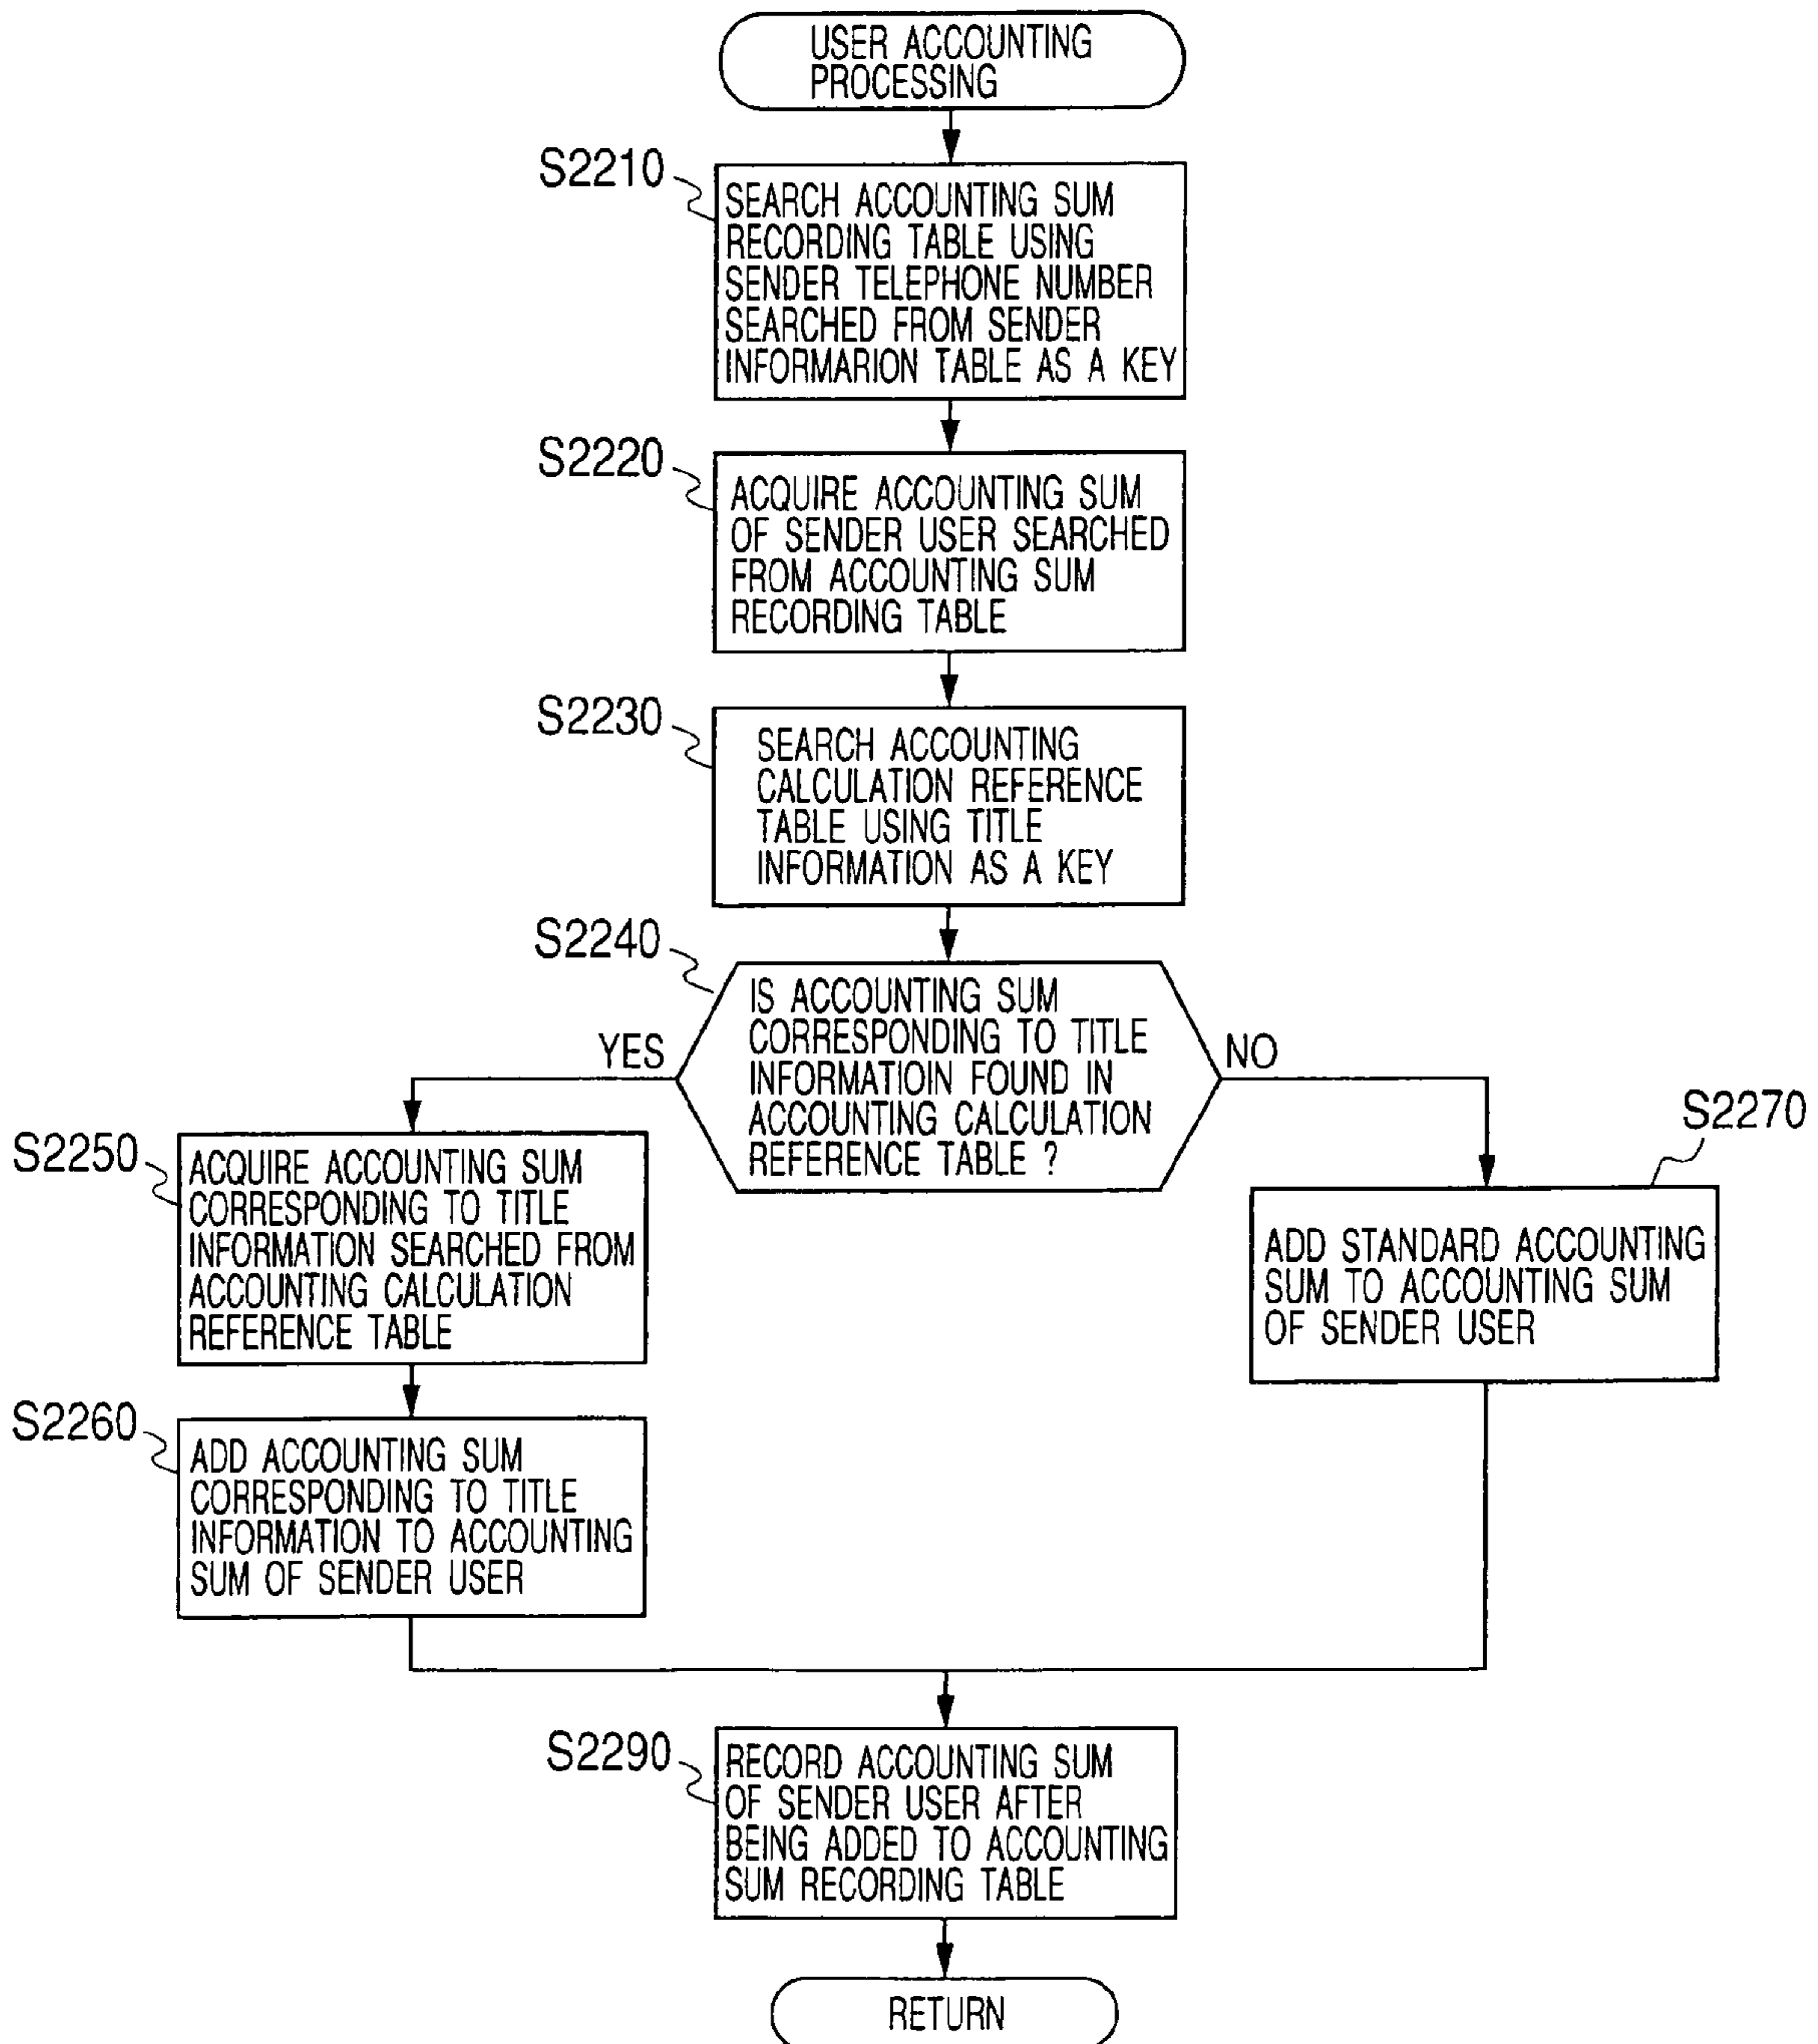 USER ACCOUNTING
PROCESSING
S2210
SEARCH ACCOUNTING SUM
RECORDING TABLE USING
SENDER TELEPHONE NUMBER
SEARCHED FROM SENDER
INFORMARION TABLE AS A KEY
S2220
ACQUIRE ACCOUNTING SUM
OF SENDER USER SEARCHED
FROM ACCOUNTING SUM
RECORDING TABLE
S2230
SEARCH ACCOUNTING
CALCULATION REFERENCE
TABLE USING TITLE
INFORMATION AS A KEY
S2240
IS ACCOUNTING SUM
CORRESPONDING TO TITLE
INFORMATIOIN FOUND IN
ACCOUNTING CALCULATION
REFERENCE TABLE ?
YES
NO
S2250
ACQUIRE ACCOUNTING SUM
CORRESPONDING TO TITLE
INFORMATION SEARCHED FROM
ACCOUNTING CALCULATION
REFERENCE TABLE
S2270
ADD STANDARD ACCOUNTING
SUM TO ACCOUNTING SUM
OF SENDER USER
S2260
ADD ACCOUNTING SUM
CORRESPONDING TO TITLE
INFORMATION TO ACCOUNTING
SUM OF SENDER USER
S2290
RECORD ACCOUNTING SUM
OF SENDER USER AFTER
BEING ADDED TO ACCOUNTING
SUM RECORDING TABLE
RETURN